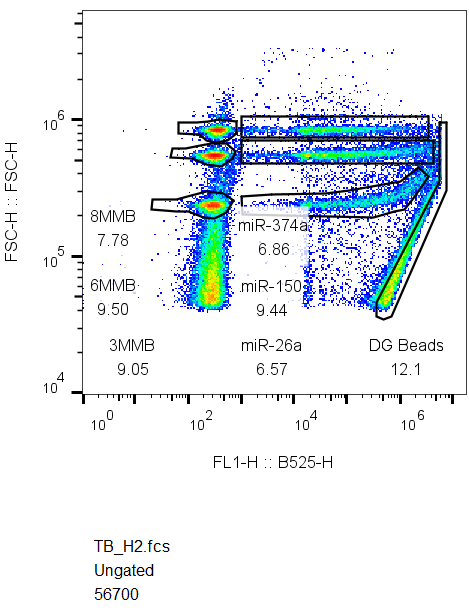 10^6
10^5
10^4
FSC-H :: FSC-H
8MMB
7.78
miR-374a
6.86
6MMB
9.50
miR-150
9.44
3MMB
9.05
miR-26a
6.57
DG Beads
12.1
10^0
10^2
10^4
10^6
FL1-H :: B525-H
TB_H2.fcs
Ungated
56700